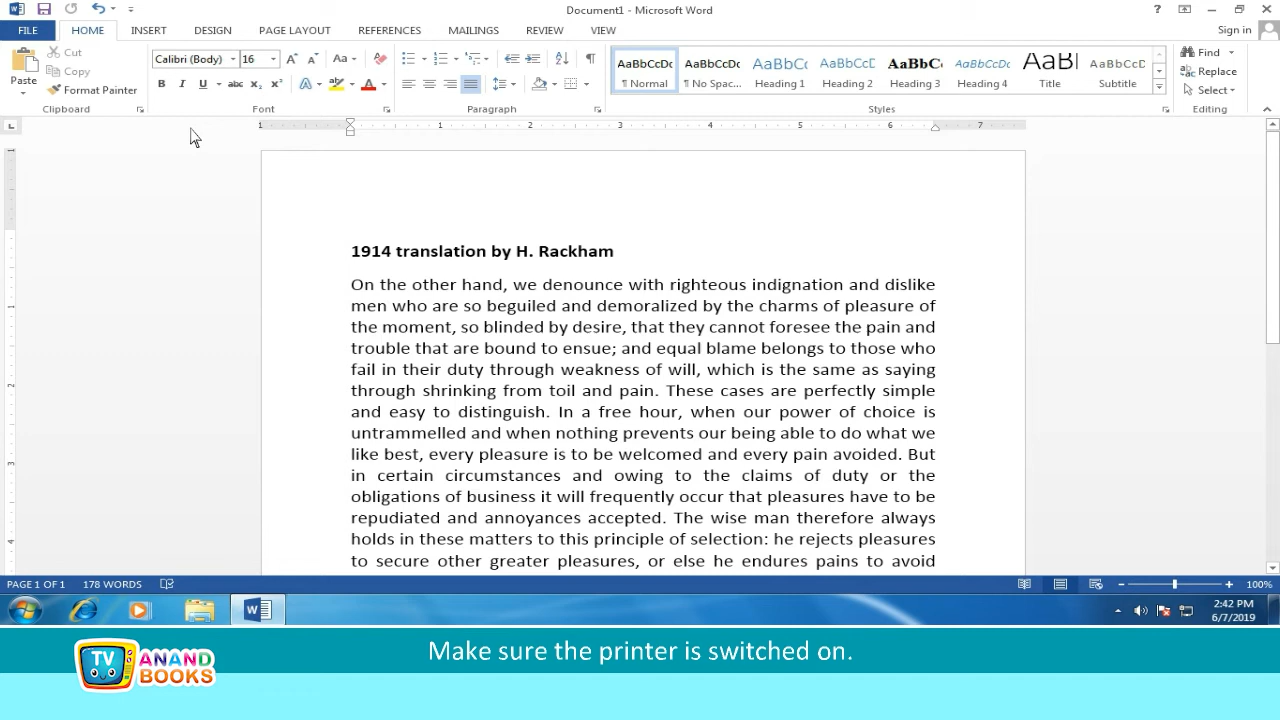 Document1 - Microsoft Word
FILE HOME INSERT DESIGN PAGE LAYOUT REFERENCES MAILINGS REVIEW VIEW Sign in
Paste
Cut
Copy
Format Painter
Clipboard
Calibri (Body) 16
Font
Paragraph
AaBbCcDc AaBbCcDc AaBbC AaBbCcD AaBbC AaBbCcDc AaBl AaBbCcD
¶ Normal ¶ No Spac... Heading 1 Heading 2 Heading 3 Heading 4 Title Subtitle
Styles
Find
Replace
Select
Editing
1 1 2 3 4 5 6 7
1914 translation by H. Rackham
On the other hand, we denounce with righteous indignation and dislike
men who are so beguiled and demoralized by the charms of pleasure of
the moment, so blinded by desire, that they cannot foresee the pain and
trouble that are bound to ensue; and equal blame belongs to those who
fail in their duty through weakness of will, which is the same as saying
through shrinking from toil and pain. These cases are perfectly simple
and easy to distinguish. In a free hour, when our power of choice is
untrammelled and when nothing prevents our being able to do what we
like best, every pleasure is to be welcomed and every pain avoided. But
in certain circumstances and owing to the claims of duty or the
obligations of business it will frequently occur that pleasures have to be
repudiated and annoyances accepted. The wise man therefore always
holds in these matters to this principle of selection: he rejects pleasures
to secure other greater pleasures, or else he endures pains to avoid
PAGE 1 OF 1 178 WORDS 100%
2:42 PM
6/7/2019
Make sure the printer is switched on.
TV ANAND
BOOKS